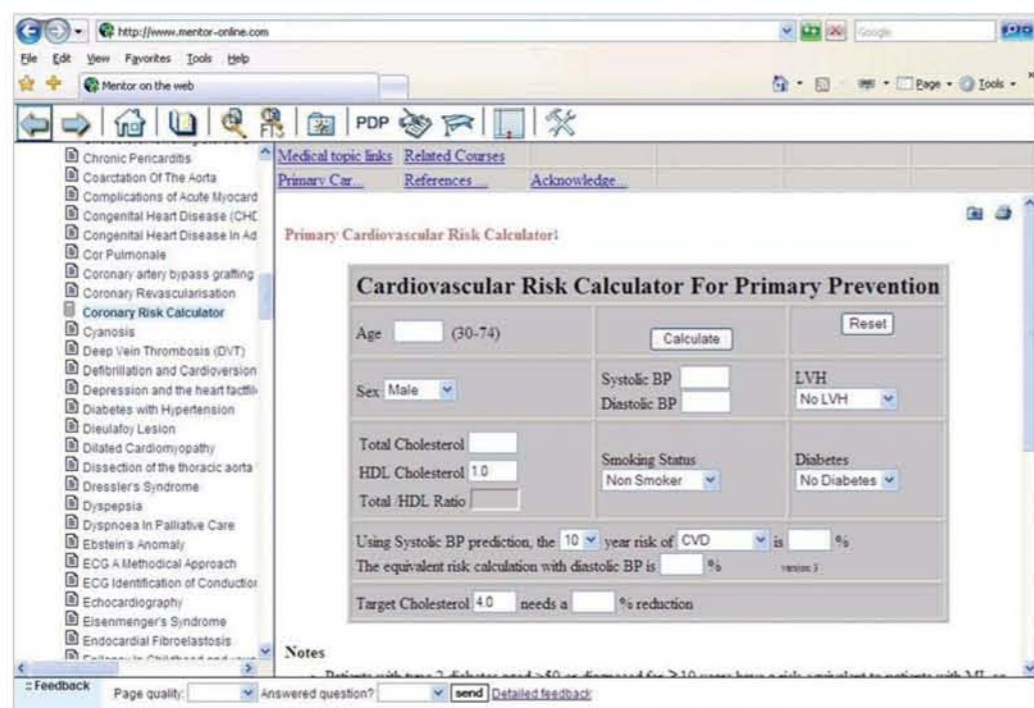 http://www.mentor-online.com
Google
File Edit View Favorites Tools Help
Mentor on the web
Page Tools
PDP
FTS
Chronic Pericarditis
Coarctation Of The Aorta
Complications of Acute Myocard
Congenital Heart Disease (CHD
Congenital Heart Disease In Ad
Cor Pulmonale
Coronary artery bypass grafting
Coronary Revascularisation
Coronary Risk Calculator
Cyanosis
Deep Vein Thrombosis (DVT)
Defibrillation and Cardioversion
Depression and the heart factfile
Diabetes with Hypertension
Dieulafoy Lesion
Dilated Cardiomyopathy
Dissection of the thoracic aorta
Dressler's Syndrome
Dyspepsia
Dyspnoea In Palliative Care
Ebstein's Anomaly
ECG A Methodical Approach
ECG Identification of Conduction
Echocardiography
Eisenmenger's Syndrome
Endocardial Fibroelastosis
Medical topic links Related Courses
Primary Car... References Acknowledge...
Primary Cardiovascular Risk Calculator:
Cardiovascular Risk Calculator For Primary Prevention
Age (30-74) Calculate Reset
Sex Male
Systolic BP
Diastolic BP
LVH
No LVH
Total Cholesterol
HDL Cholesterol 1.0
Total /HDL Ratio
Smoking Status
Non Smoker
Diabetes
No Diabetes
Using Systolic BP prediction, the 10 year risk of CVD is %
The equivalent risk calculation with diastolic BP is % version 3
Target Cholesterol 4.0 needs a % reduction
Notes
:: Feedback Page quality: Answered question? send Detailed feedback